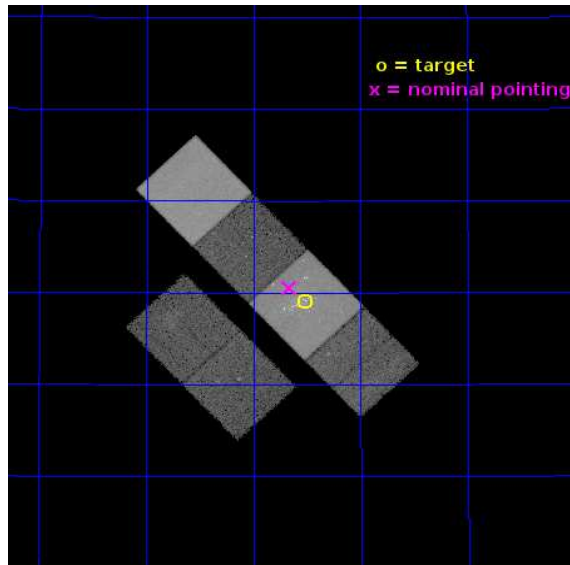 o = target
x = nominal pointing